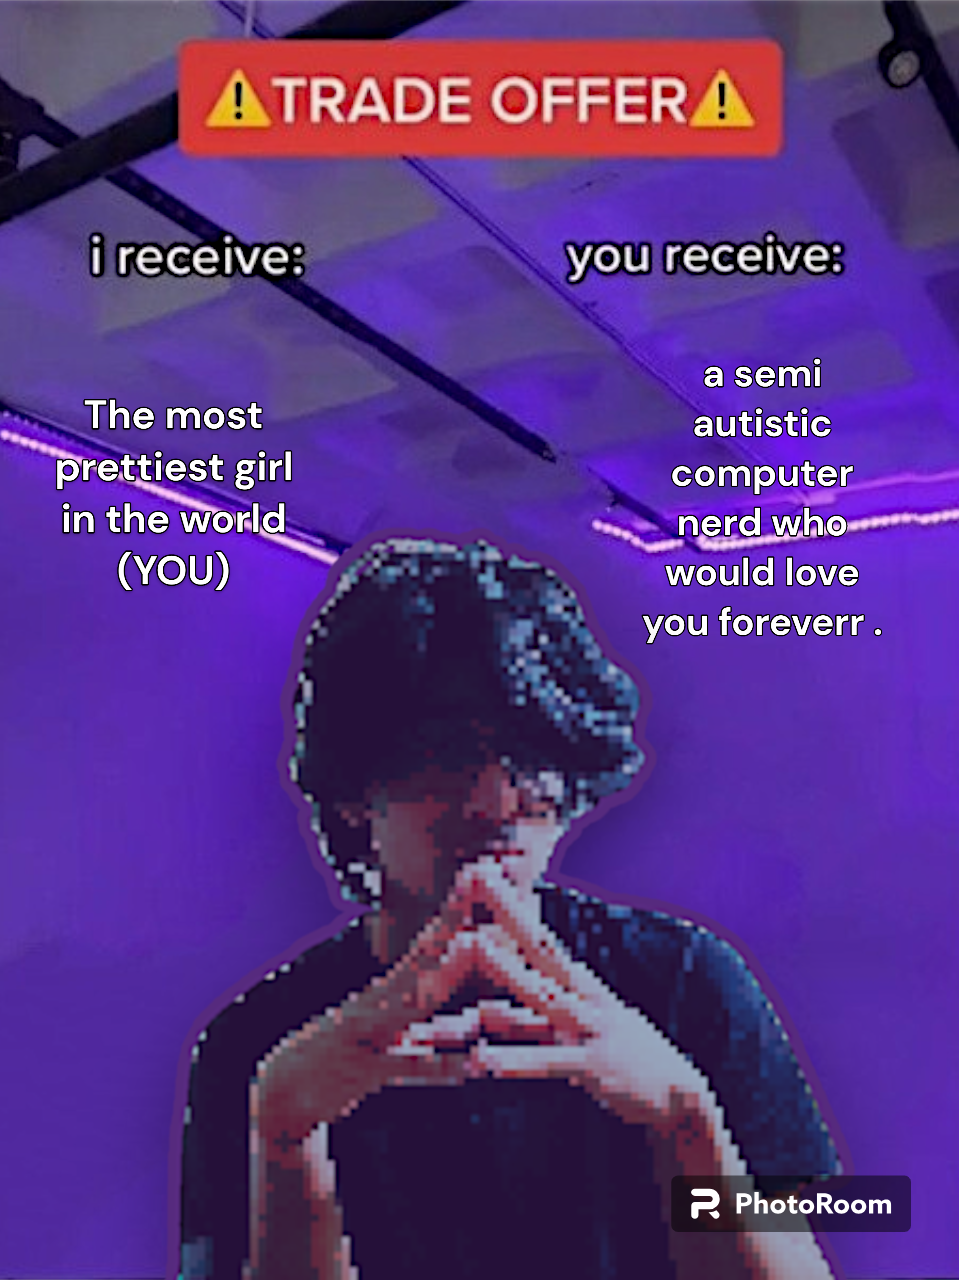 ⚠️TRADE OFFER⚠️
i receive:
The most
prettiest girl
in the world
(YOU)
you receive:
a semi
autistic
computer
nerd who
would love
you foreverr .
PhotoRoom